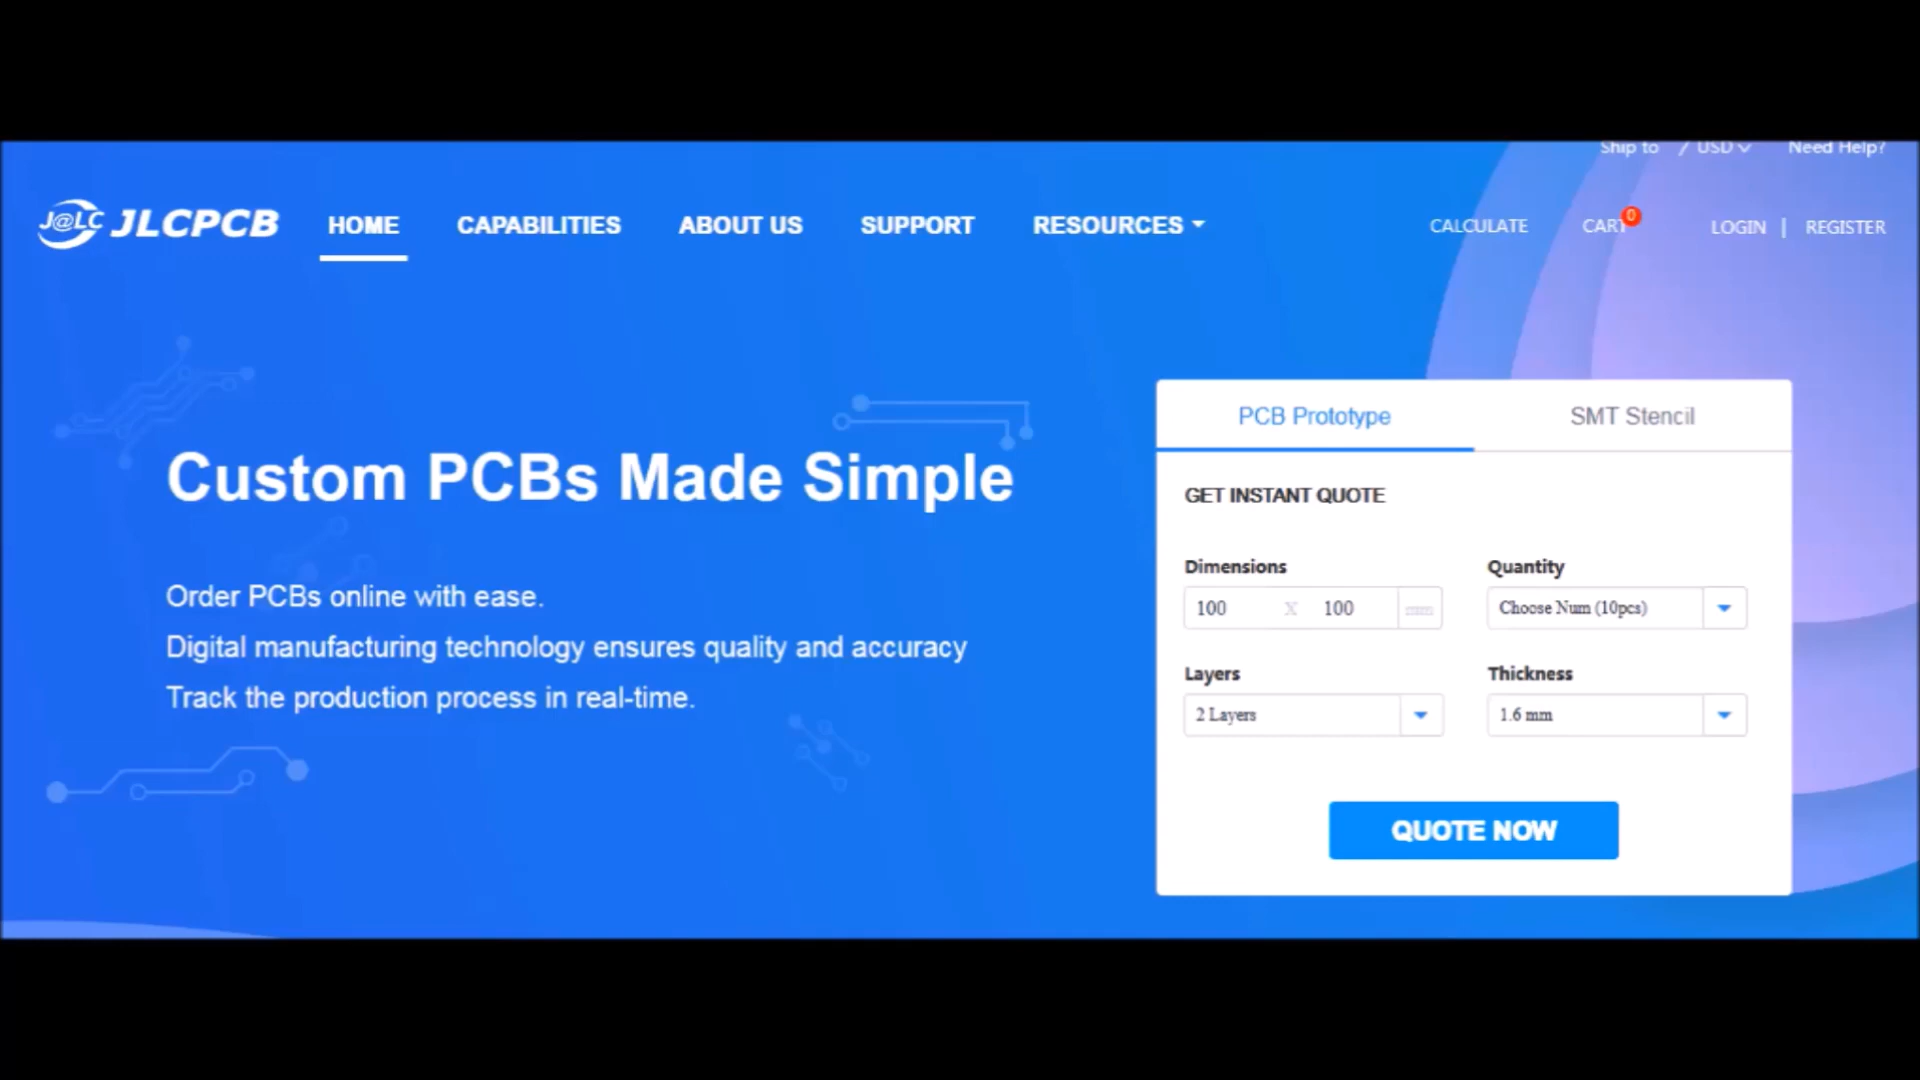 Ship to / USD Need Help?
J@LC JLCPCB HOME CAPABILITIES ABOUT US SUPPORT RESOURCES CALCULATE CART 0 LOGIN | REGISTER
PCB Prototype SMT Stencil
Custom PCBs Made Simple
GET INSTANT QUOTE
Order PCBs online with ease.
Digital manufacturing technology ensures quality and accuracy
Track the production process in real-time.
Dimensions Quantity
100 X 100 mm Choose Num (10pcs)
Layers Thickness
2 Layers 1.6 mm
QUOTE NOW